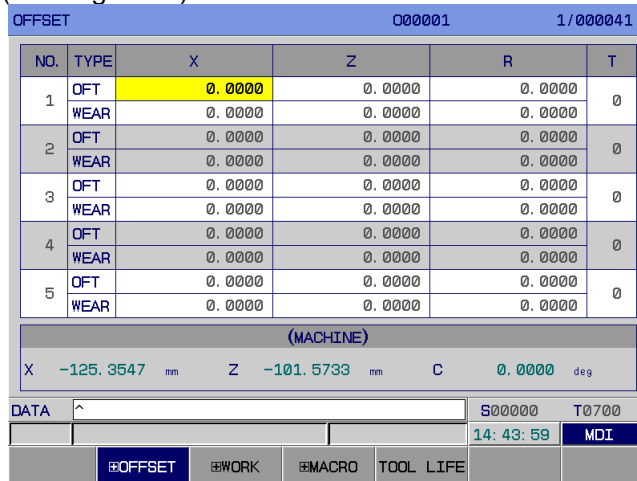 OFFSET O00001 1/000041
NO. TYPE X Z R T
1 OFT 0.0000 0.0000 0.0000 0
WEAR 0.0000 0.0000 0.0000
2 OFT 0.0000 0.0000 0.0000 0
WEAR 0.0000 0.0000 0.0000
3 OFT 0.0000 0.0000 0.0000 0
WEAR 0.0000 0.0000 0.0000
4 OFT 0.0000 0.0000 0.0000 0
WEAR 0.0000 0.0000 0.0000
5 OFT 0.0000 0.0000 0.0000 0
WEAR 0.0000 0.0000 0.0000
(MACHINE)
X -125.3547 mm Z -101.5733 mm C 0.0000 deg
DATA ^ S00000 T0700
14:43:59 MDI
⊞OFFSET ⊞WORK ⊞MACRO TOOL LIFE